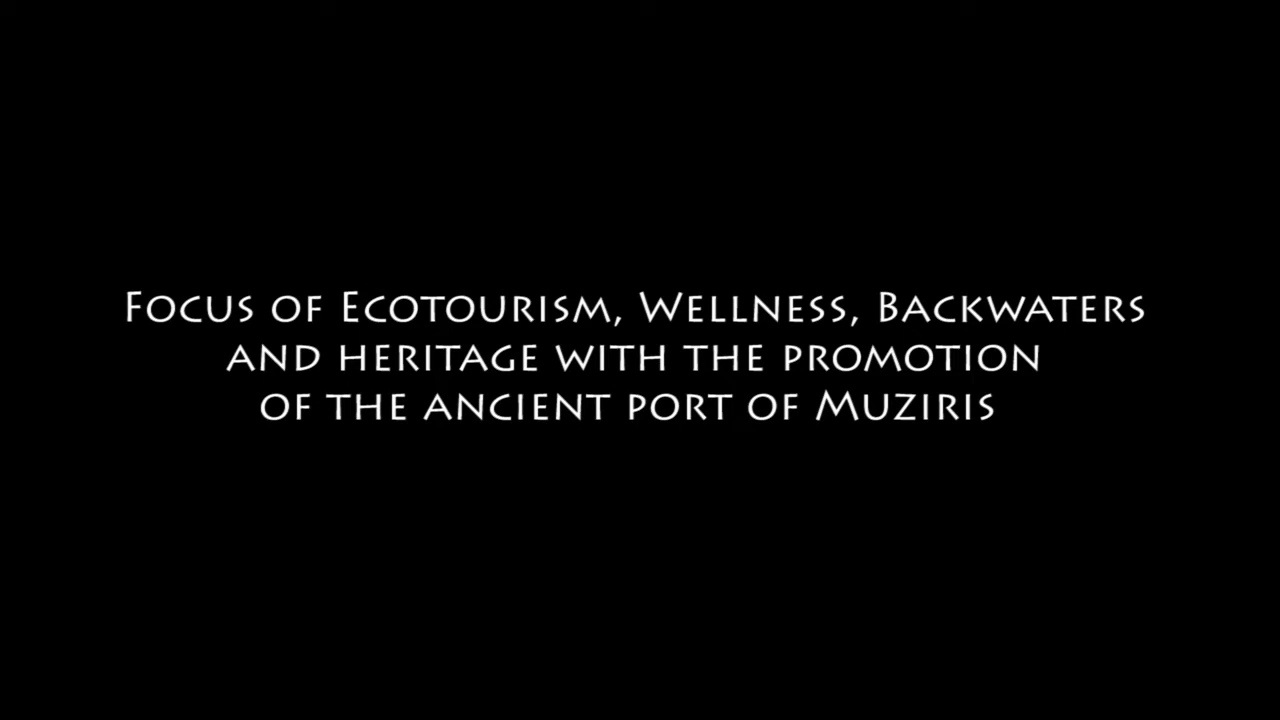 Focus of Ecotourism, Wellness, Backwaters
and heritage with the promotion
of the ancient port of Muziris